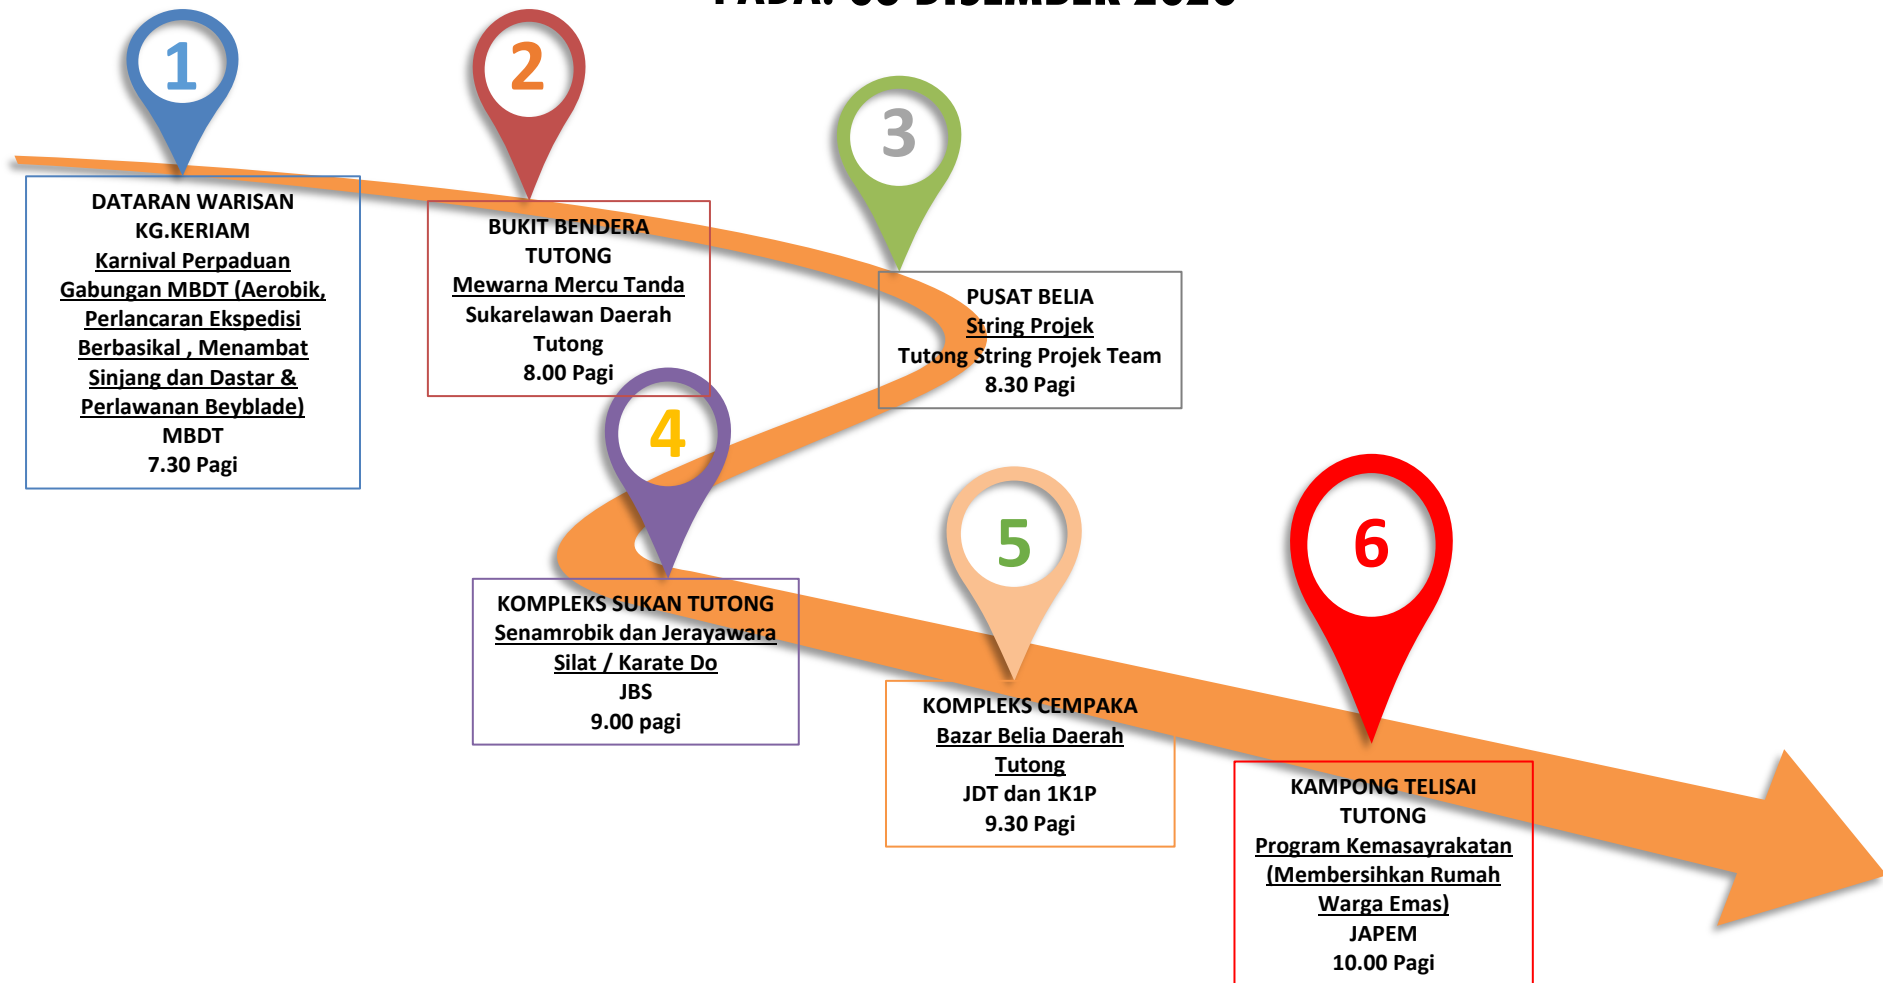 PADA: DISEMBER
1
DATARAN WARISAN
KG.KERIAM
Karnival Perpaduan
Gabungan MBDT (Aerobik,
Perlancaran Ekspedisi
Berbasikal , Menambat
Sinjang dan Dastar &
Perlawanan Beyblade)
MBDT
7.30 Pagi
2
BUKIT BENDERA
TUTONG
Mewarna Mercu Tanda
Sukarelawan Daerah
Tutong
8.00 Pagi
3
PUSAT BELIA
String Projek
Tutong String Projek Team
8.30 Pagi
4
KOMPLEKS SUKAN TUTONG
Senamrobik dan Jerayawara
Silat / Karate Do
JBS
9.00 pagi
5
KOMPLEKS CEMPAKA
Bazar Belia Daerah
Tutong
JDT dan 1K1P
9.30 Pagi
6
KAMPONG TELISAI
TUTONG
Program Kemasayrakatan
(Membersihkan Rumah
Warga Emas)
JAPEM
10.00 Pagi